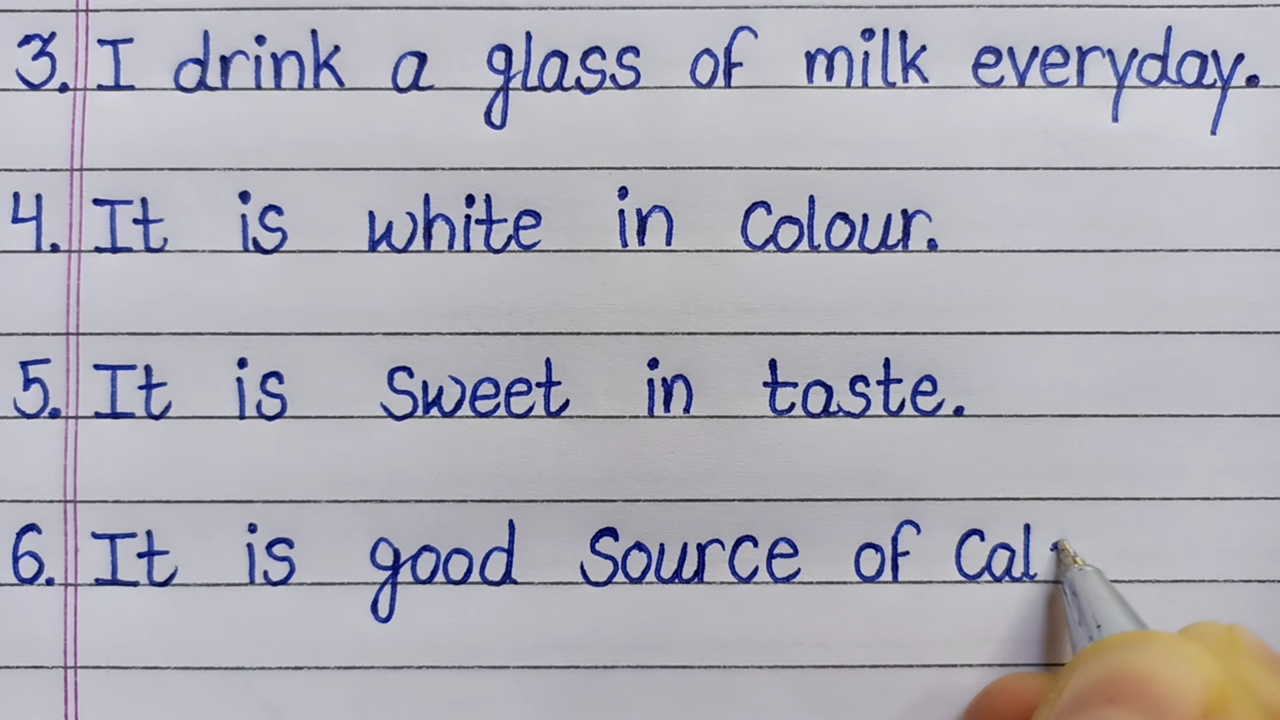 3. I drink a glass of milk everyday.
4. It is white in colour.
5. It is sweet in taste.
6. It is good source of Cal